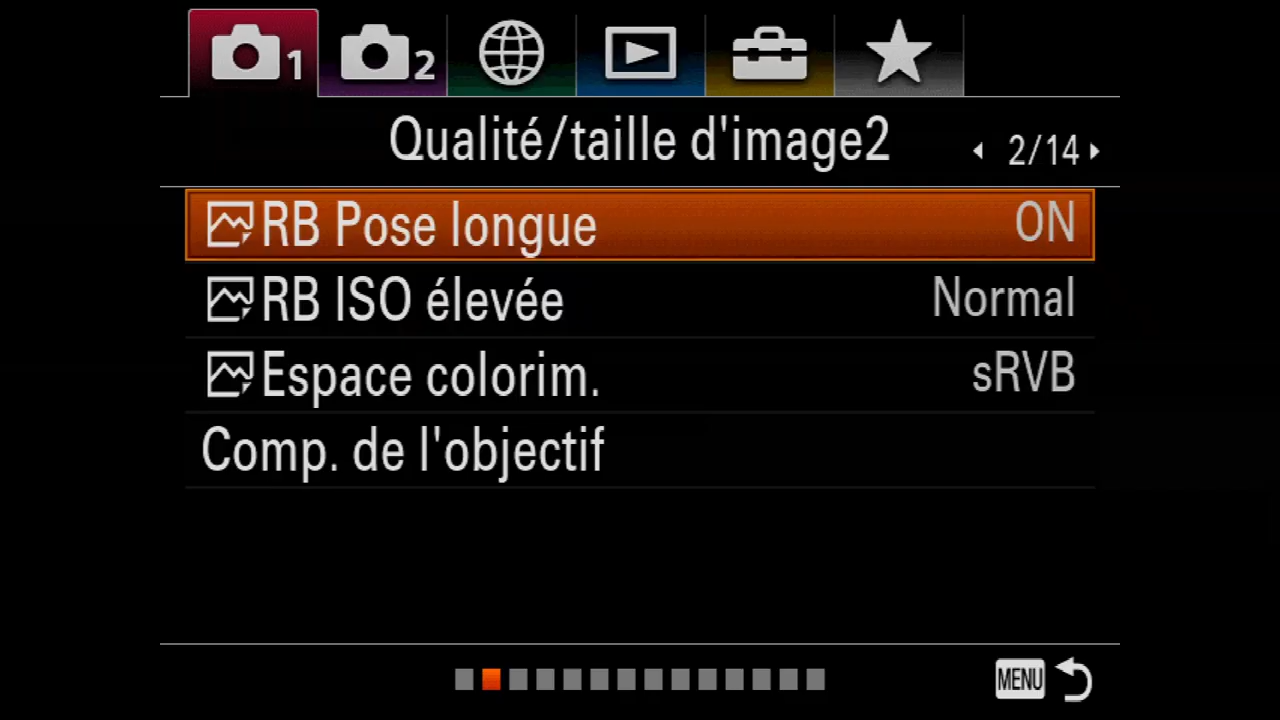 1 2
Qualité/taille d'image2 2/14
RB Pose longue ON
RB ISO élevée Normal
Espace colorim. sRVB
Comp. de l'objectif
MENU